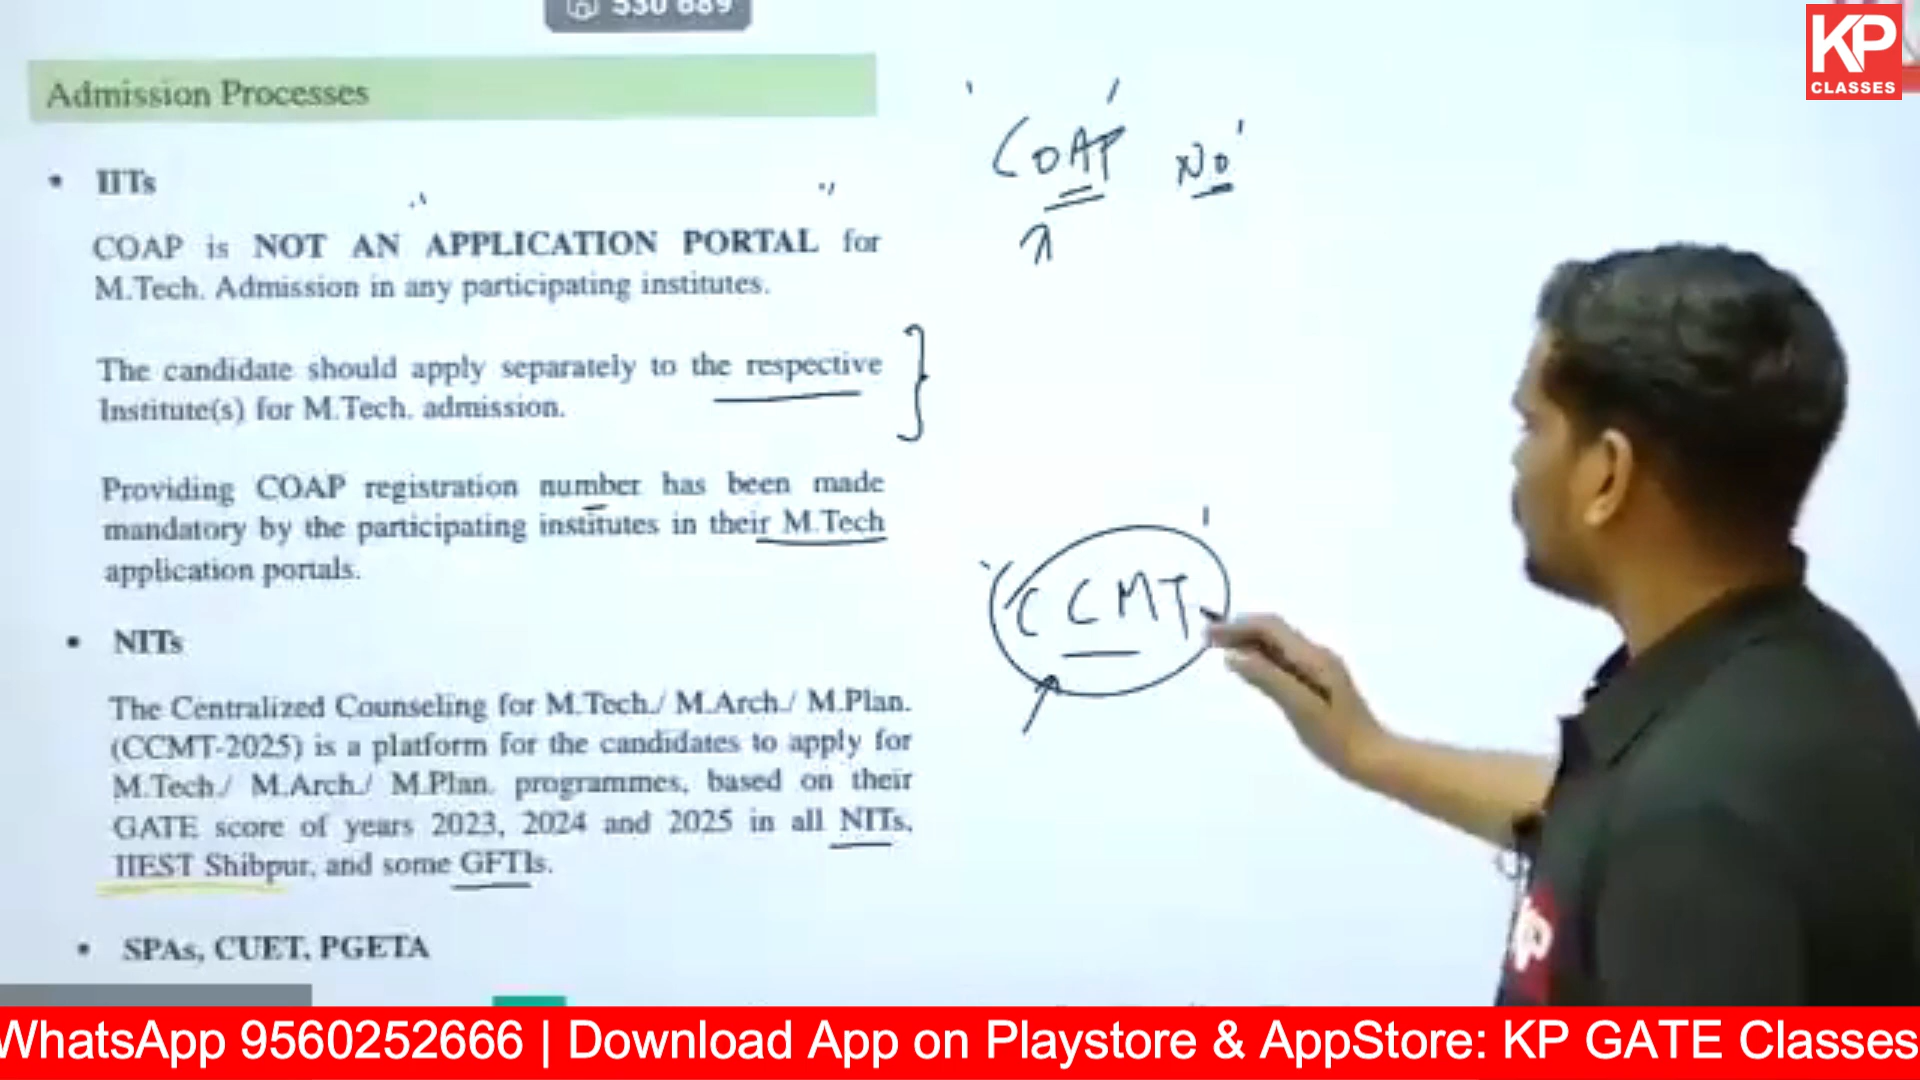 530 689
KP
CLASSES
Admission Processes
COAP No
• IITs
COAP is NOT AN APPLICATION PORTAL for
M.Tech. Admission in any participating institutes.
The candidate should apply separately to the respective
Institute(s) for M.Tech. admission.
Providing COAP registration number has been made
mandatory by the participating institutes in their M.Tech
application portals.
CCMT
• NITs
The Centralized Counseling for M.Tech./ M.Arch./ M.Plan.
(CCMT-2025) is a platform for the candidates to apply for
M.Tech./ M.Arch./ M.Plan. programmes, based on their
GATE score of years 2023, 2024 and 2025 in all NITs,
IIEST Shibpur, and some GFTIs.
• SPAs, CUET, PGETA
WhatsApp 9560252666 | Download App on Playstore & AppStore: KP GATE Classes